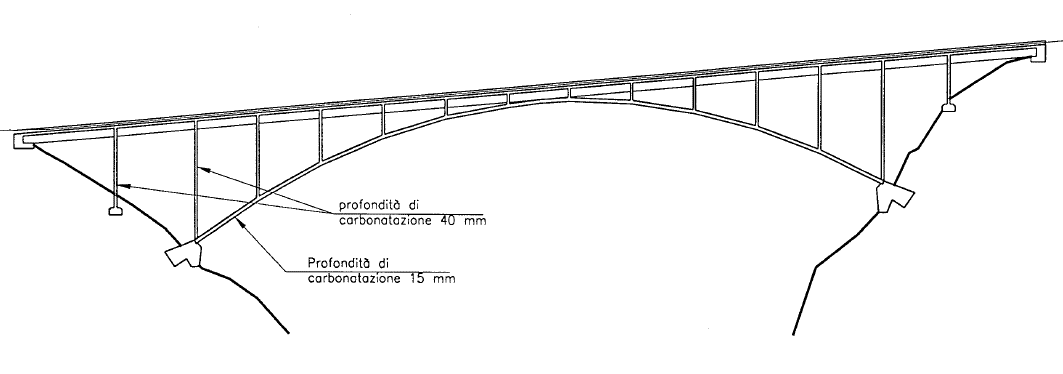 profondità di
carbonatazione 40 mm
Profondità di
carbonatazione 15 mm